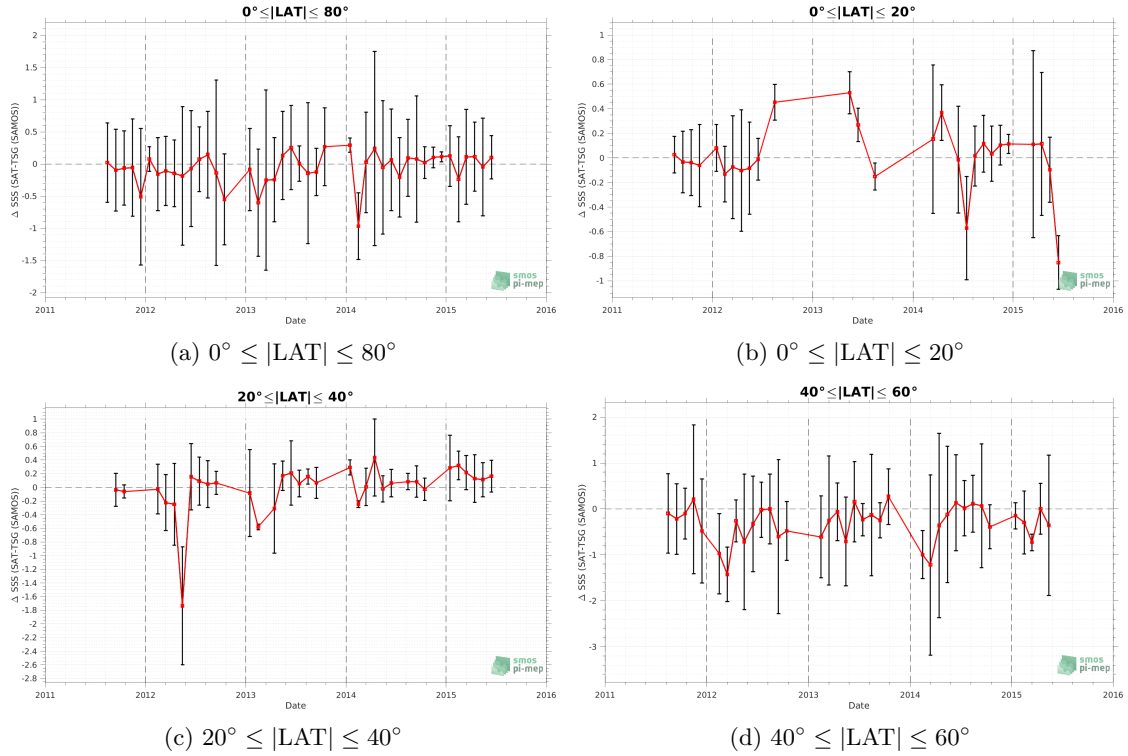 0°≤|LAT|≤ 80°
2
1.5
1
0.5
0
-0.5
-1
-1.5
-2
Δ SSS (SAT-TSG (SAMOS))
2011 2012 2013 2014 2015 2016
Date
smos
pi-mep
(a) 0° ≤ |LAT| ≤ 80°
0°≤|LAT|≤ 20°
1
0.8
0.6
0.4
0.2
0
-0.2
-0.4
-0.6
-0.8
-1
Δ SSS (SAT-TSG (SAMOS))
2011 2012 2013 2014 2015 2016
Date
smos
pi-mep
(b) 0° ≤ |LAT| ≤ 20°
20°≤|LAT|≤ 40°
1
0.8
0.6
0.4
0.2
0
-0.2
-0.4
-0.6
-0.8
-1
-1.2
-1.4
-1.6
-1.8
-2
-2.2
-2.4
-2.6
-2.8
Δ SSS (SAT-TSG (SAMOS))
2011 2012 2013 2014 2015 2016
Date
smos
pi-mep
(c) 20° ≤ |LAT| ≤ 40°
40°≤|LAT|≤ 60°
2
1
0
-1
-2
-3
Δ SSS (SAT-TSG (SAMOS))
2011 2012 2013 2014 2015 2016
Date
smos
pi-mep
(d) 40° ≤ |LAT| ≤ 60°